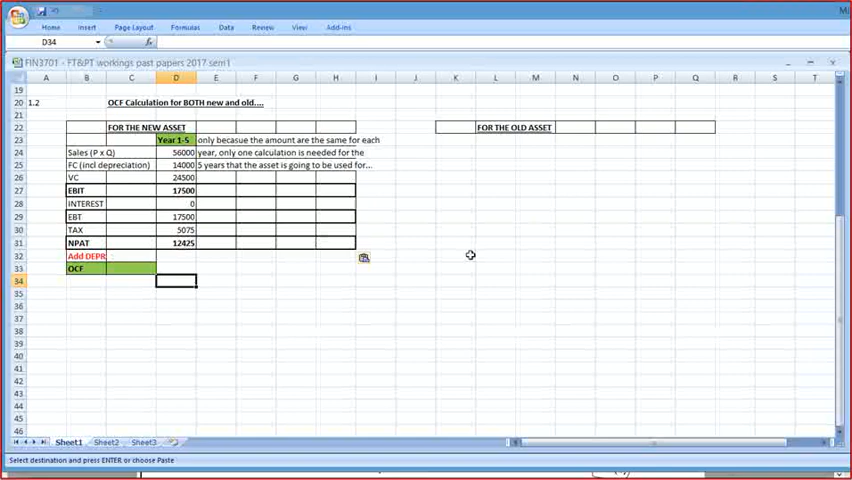 Home Insert Page Layout Formulas Data Review View Add-Ins
D34 fx
FIN3701 - FT&PT workings past papers 2017 sem1
A B C D E F G H I J K L M N O P Q R S T
19
20 1.2 OCF Calculation for BOTH new and old....
21
22 FOR THE NEW ASSET FOR THE OLD ASSET
23 Year 1-5 only becasue the amount are the same for each
24 Sales (P x Q) 56000 year, only one calculation is needed for the
25 FC (incl depreciation) 14000 5 years that the asset is going to be used for...
26 VC 24500
27 EBIT 17500
28 INTEREST 0
29 EBT 17500
30 TAX 5075
31 NPAT 12425
32 Add DEPR
33 OCF
34
35
36
37
38
39
40
41
42
43
44
45
46
Sheet1 Sheet2 Sheet3
Select destination and press ENTER or choose Paste